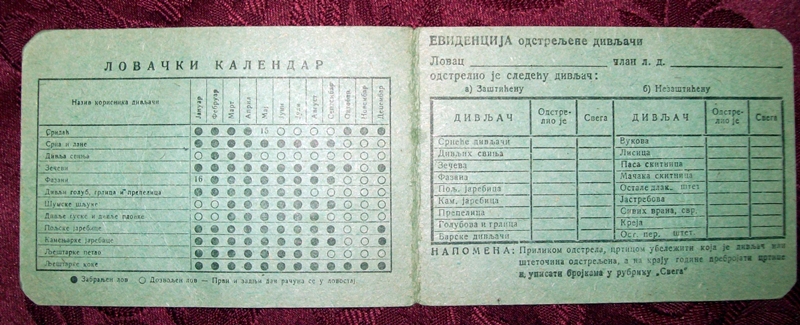 ЛОВАЧКИ КАЛЕНДАР
Назив корисника дивљачи
Јануар
Фебруар
Март
Април
Мај
Јуни
Јули
Август
Септембар
Октобар
Новембар
Децембар
Срндаћ
15
Срна и лане
Дивља свиња
Зечеви
Фазани
16
Дивљи голуб, грлица и препелица
Шумске шљуке
Дивље гуске и дивље пловке
Пољске јаребице
Камењарке јаребице
Љештарке петао
Љештарке коке
Забрањен лов
Дозвољен лов — Први и задњи дан рачуна се у ловостај
ЕВИДЕНЦИЈА одстрељене дивљачи
Ловац члан л. д.
одстрелио је следећу дивљач:
а) Заштићену б) Незаштићену
ДИВЉАЧ Одстрелио је Свега ДИВЉАЧ Одстрелио је Свега
Срнеће дивљачи Вукова
Дивљих свиња Лисица
Зечева Паса скитница
Фазана Мачака скитница
Пољ. јаребица Остале длак. штет.
Кам. јаребица Јастребова
Препелица Сивих врана, свр.
Голубова и грлица Креја
Барске дивљачи Ост. пер. штет.
НАПОМЕНА: Приликом одстрела, цртицом убележити која је дивљач или
штеточина одстрељена, а на крају године пребројати цртице
и уписати бројкама у рубрику „Свега“